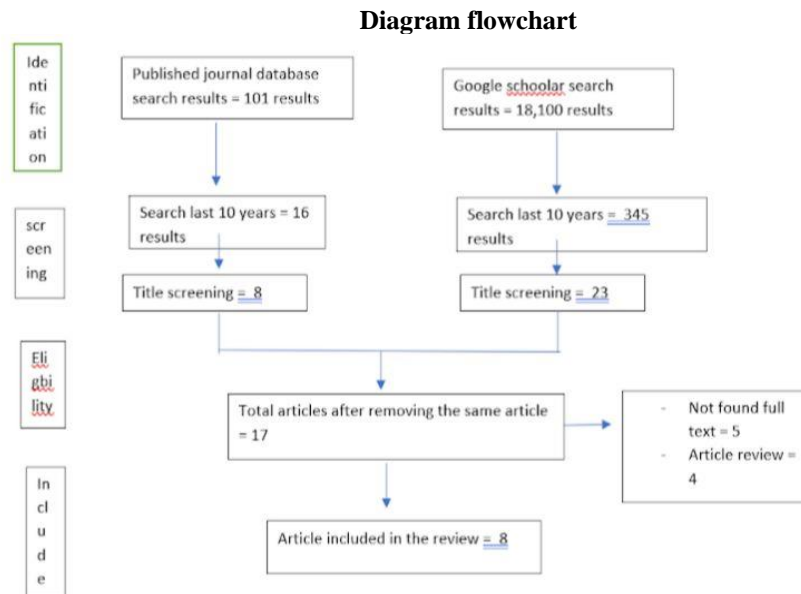 Diagram flowchart
Ide
nti
fic
ati
on
Published journal database
search results = 101 results
Google schoolar search
results = 18,100 results
scr
een
ing
Search last 10 years = 16
results
Search last 10 years = 345
results
Title screening = 8
Title screening = 23
Eli
gbi
lity
Total articles after removing the same article
= 17
- Not found full
text = 5
- Article review =
4
In
cl
u
d
e
Article included in the review = 8